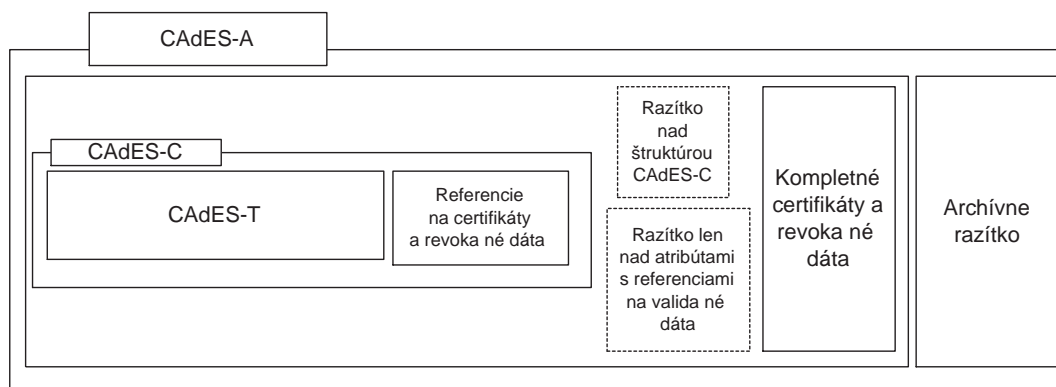 CAdES-A
CAdES-C
CAdES-T
Referencie
na certifikáty
a revoka né dáta
Razítko
nad
štruktúrou
CAdES-C
Razítko len
nad atribútami
s referenciami
na valida né
dáta
Kompletné
certifikáty a
revoka né
dáta
Archívne
razítko